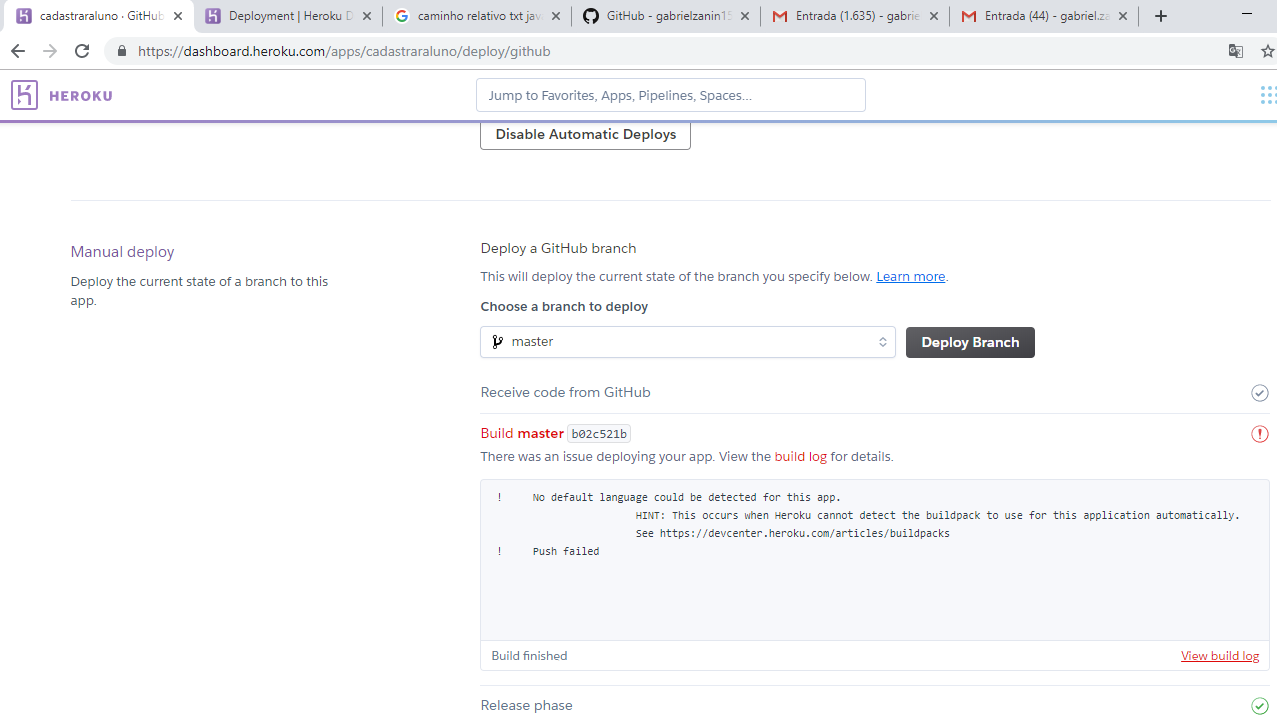 cadastraraluno · GitHub
Deployment | Heroku D
caminho relativo txt jav
GitHub - gabrielzanin15
Entrada (1.635) - gabrie
Entrada (44) - gabriel.za
https://dashboard.heroku.com/apps/cadastraraluno/deploy/github
HEROKU
Jump to Favorites, Apps, Pipelines, Spaces...
Disable Automatic Deploys
Manual deploy
Deploy the current state of a branch to this
app.
Deploy a GitHub branch
This will deploy the current state of the branch you specify below. Learn more.
Choose a branch to deploy
master
Deploy Branch
Receive code from GitHub
Build master b02c521b
There was an issue deploying your app. View the build log for details.
! No default language could be detected for this app.
HINT: This occurs when Heroku cannot detect the buildpack to use for this application automatically.
See https://devcenter.heroku.com/articles/buildpacks
! Push failed
Build finished
View build log
Release phase